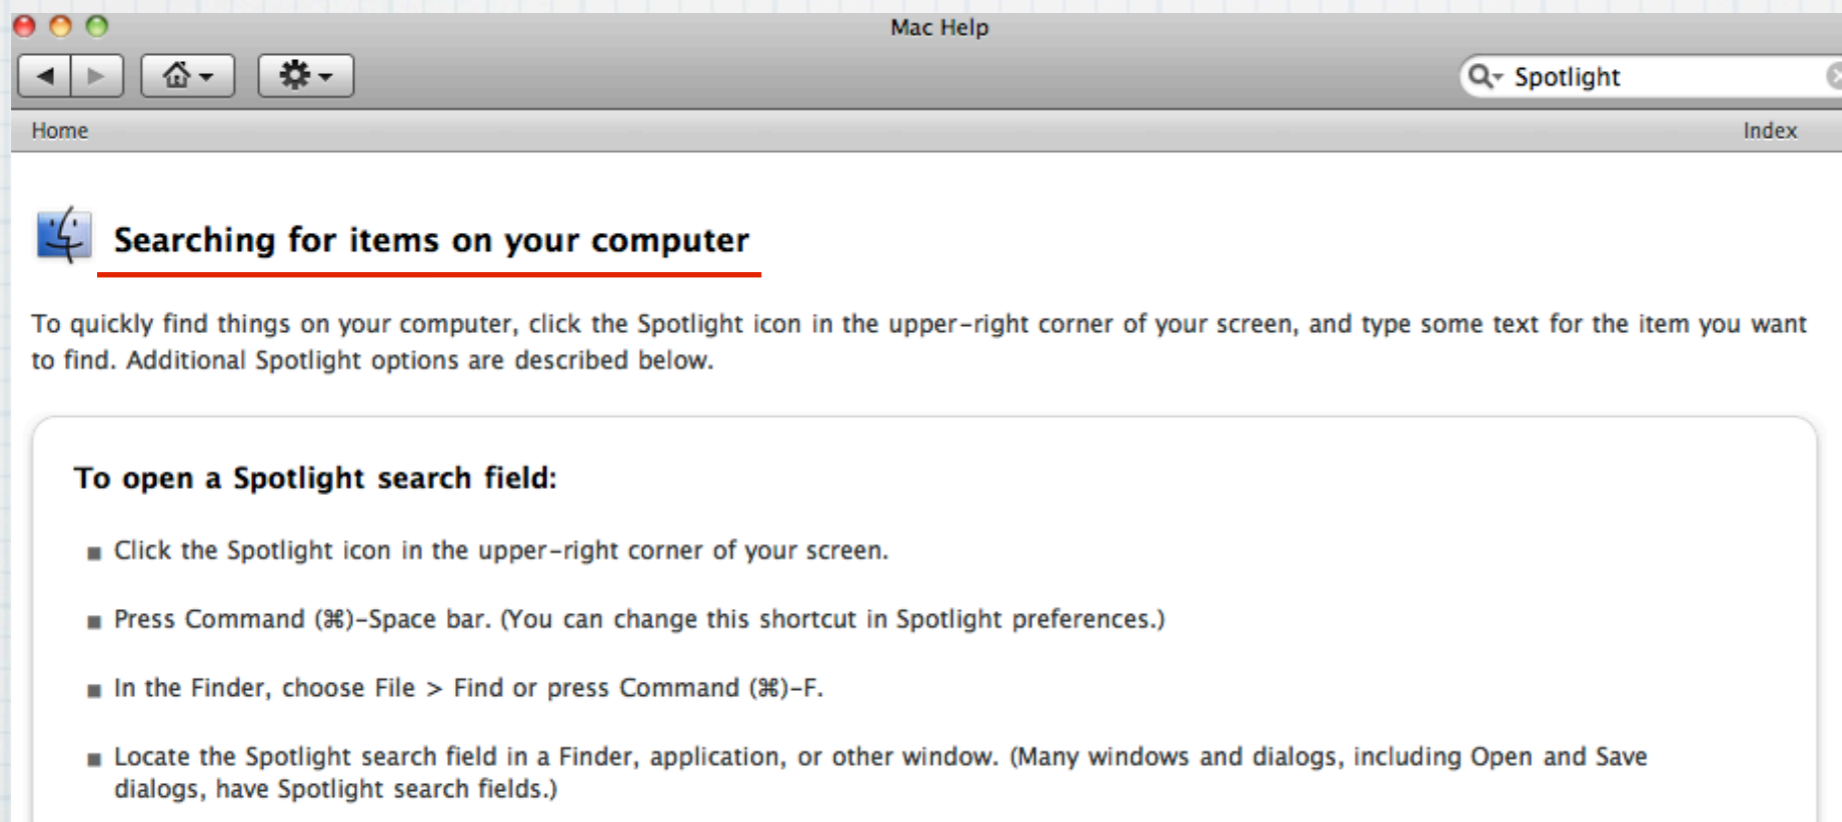 Mac Help
Spotlight
Home
Index
Searching for items on your computer
To quickly find things on your computer, click the Spotlight icon in the upper-right corner of your screen, and type some text for the item you want
to find. Additional Spotlight options are described below.
To open a Spotlight search field:
■ Click the Spotlight icon in the upper-right corner of your screen.
■ Press Command (⌘)-Space bar. (You can change this shortcut in Spotlight preferences.)
■ In the Finder, choose File > Find or press Command (⌘)-F.
■ Locate the Spotlight search field in a Finder, application, or other window. (Many windows and dialogs, including Open and Save
dialogs, have Spotlight search fields.)